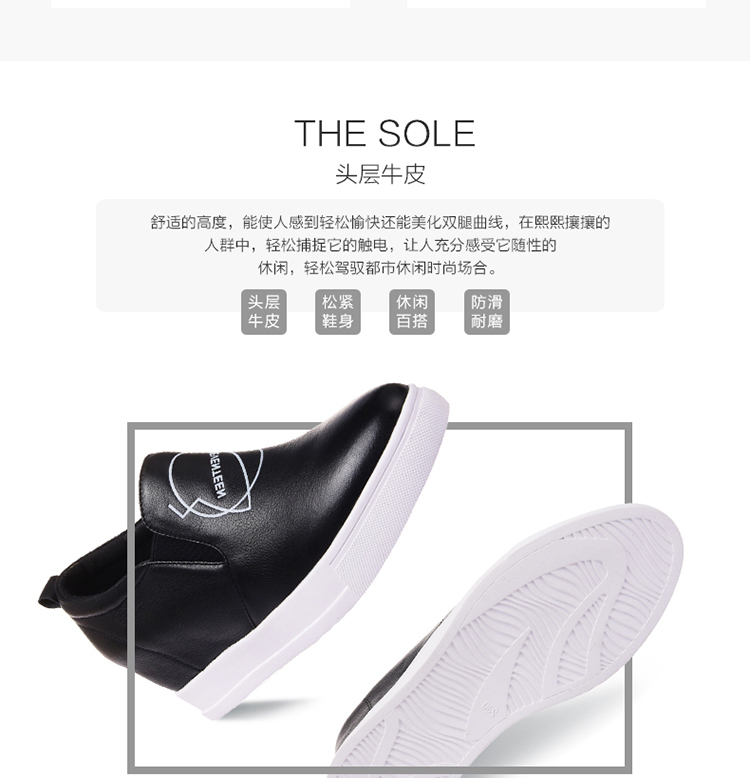 THE SOLE
头层牛皮
舒适的高度，能使人感到轻松愉快还能美化双腿曲线，在熙熙攘攘的
人群中，轻松捕捉它的触电，让人充分感受它随性的
休闲，轻松驾驭都市休闲时尚场合。
头层 松紧 休闲 防滑
牛皮 鞋身 百搭 耐磨